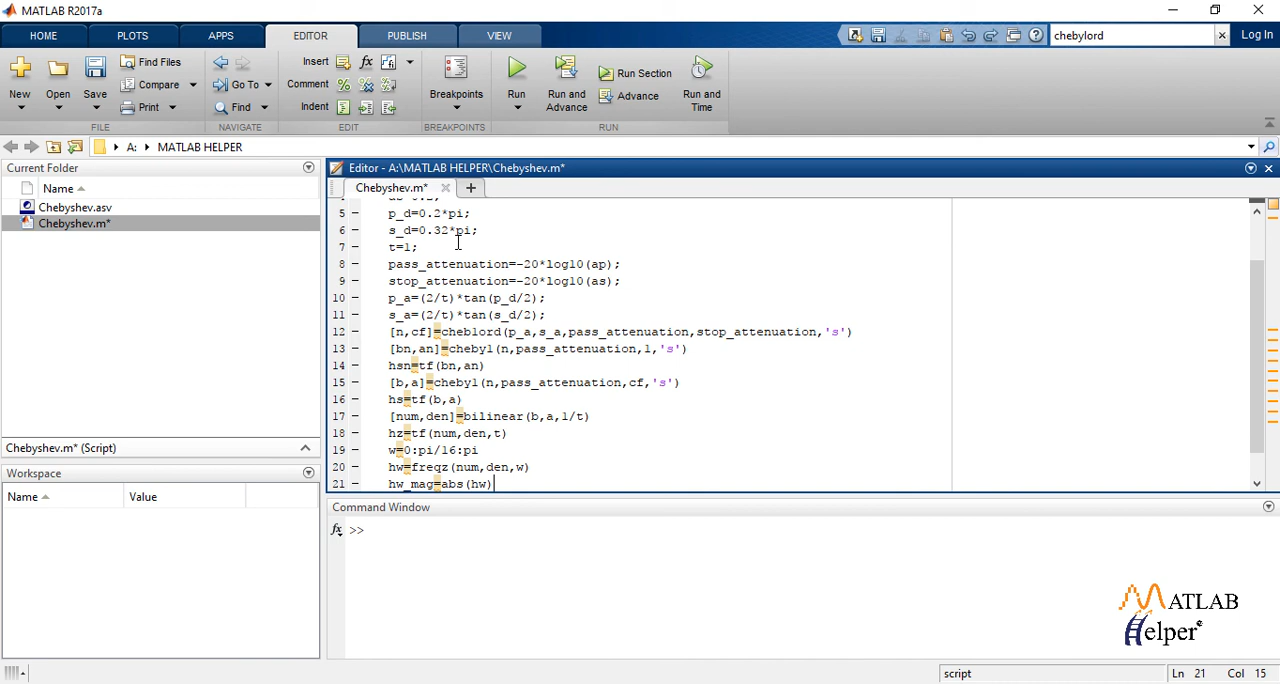 MATLAB R2017a
HOME PLOTS APPS EDITOR PUBLISH VIEW chebylord Log In
New Open Save Find Files Compare Print
Go To Find
Insert fx Comment Indent
Breakpoints Run Run and Advance Run Section Advance Run and Time
FILE NAVIGATE EDIT BREAKPOINTS RUN
A: MATLAB HELPER
Current Folder
Name
Chebyshev.asv
Chebyshev.m*
Chebyshev.m* (Script)
Workspace
Name Value
Editor - A:\MATLAB HELPER\Chebyshev.m*
Chebyshev.m*
5 - p_d=0.2*pi;
6 - s_d=0.32*pi;
7 - t=1;
8 - pass_attenuation=-20*log10(ap);
9 - stop_attenuation=-20*log10(as);
10 - p_a=(2/t)*tan(p_d/2);
11 - s_a=(2/t)*tan(s_d/2);
12 - [n,cf]=cheb1ord(p_a,s_a,pass_attenuation,stop_attenuation,'s')
13 - [bn,an]=cheby1(n,pass_attenuation,1,'s')
14 - hsn=tf(bn,an)
15 - [b,a]=cheby1(n,pass_attenuation,cf,'s')
16 - hs=tf(b,a)
17 - [num,den]=bilinear(b,a,1/t)
18 - hz=tf(num,den,t)
19 - w=0:pi/16:pi
20 - hw=freqz(num,den,w)
21 - hw_mag=abs(hw)
Command Window
fx >>
MATLAB
Helper
script Ln 21 Col 15